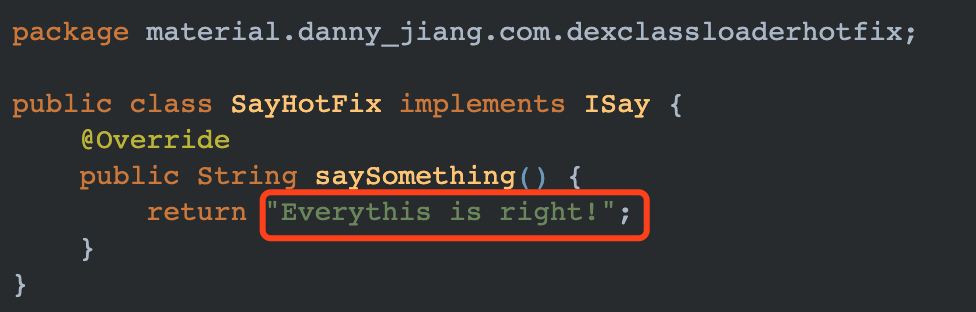 package material.danny_jiang.com.dexclassloaderhotfix;
public class SayHotFix implements ISay {
@Override
public String saySomething() {
return "Everythis is right!";
}
}